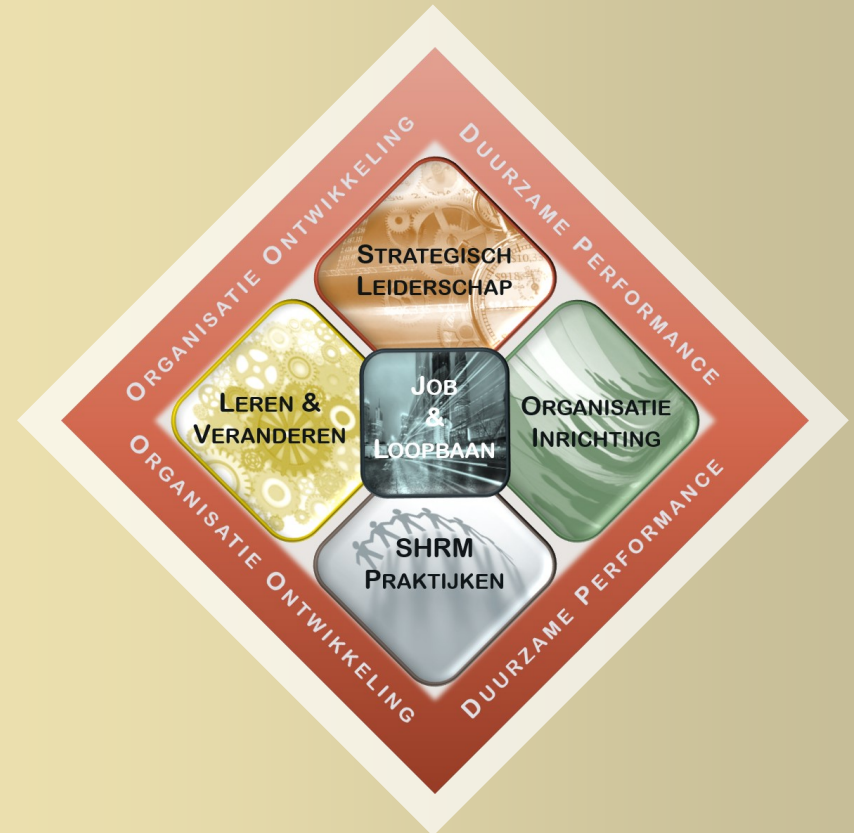 ORGANISATIE ONTWIKKELING
DUURZAME PERFORMANCE
STRATEGISCH
LEIDERSCHAP
LEREN &
VERANDEREN
JOB
&
LOOPBAAN
ORGANISATIE
INRICHTING
SHRM
PRAKTIJKEN
ORGANISATIE ONTWIKKELING
DUURZAME PERFORMANCE